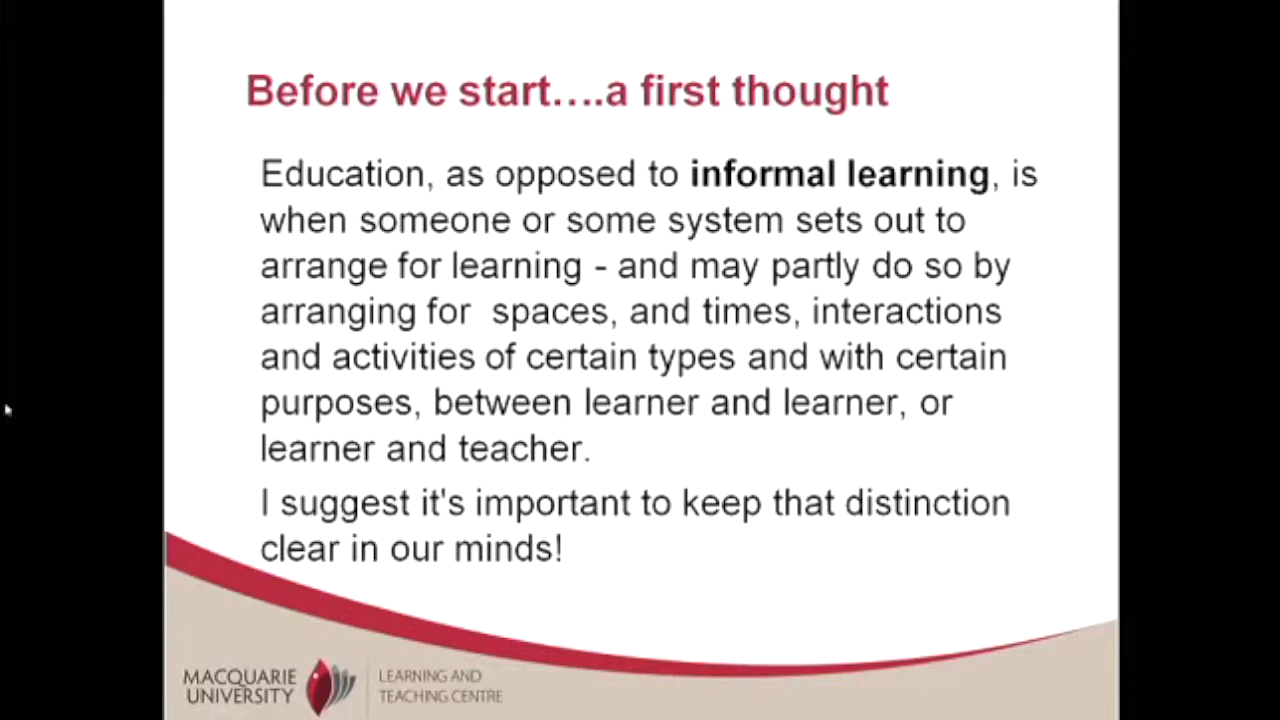 Before we start....a first thought
Education, as opposed to informal learning, is
when someone or some system sets out to
arrange for learning - and may partly do so by
arranging for  spaces, and times, interactions
and activities of certain types and with certain
purposes, between learner and learner, or
learner and teacher.
I suggest it's important to keep that distinction
clear in our minds!
MACQUARIE
UNIVERSITY
LEARNING AND
TEACHING CENTRE